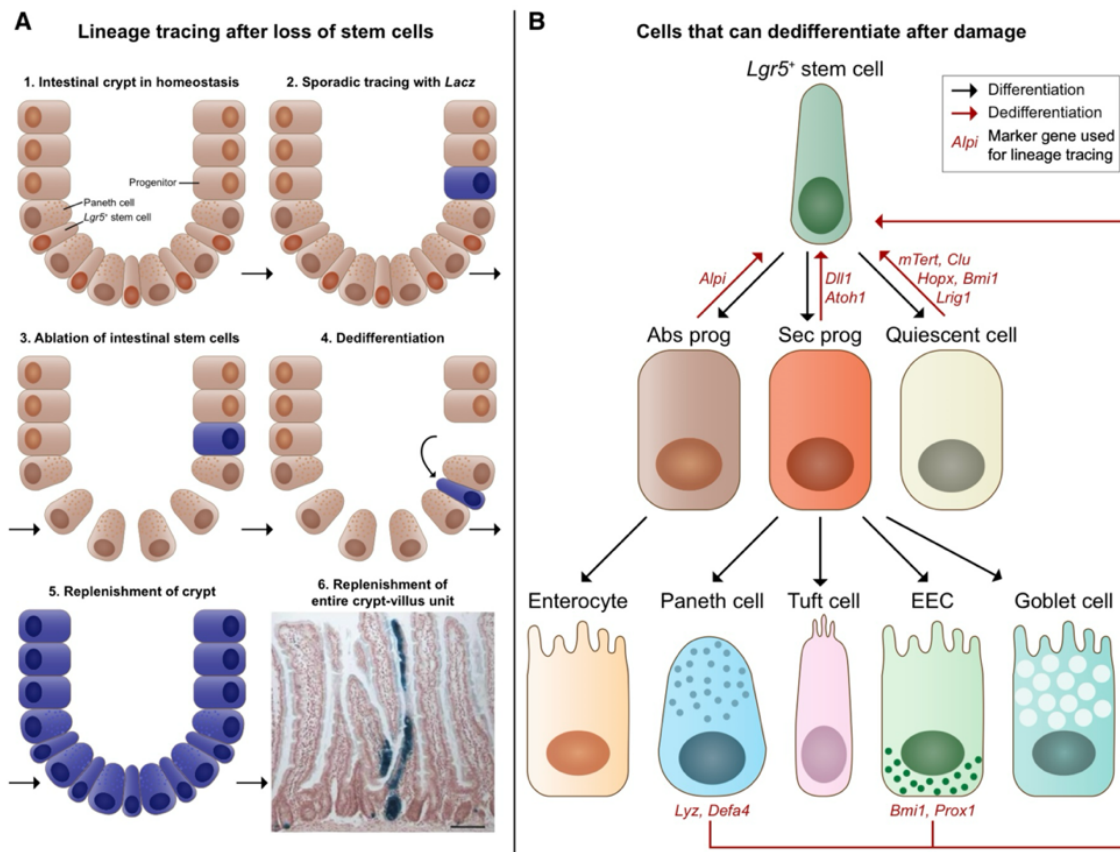 A
Lineage tracing after loss of stem cells
1. Intestinal crypt in homeostasis
2. Sporadic tracing with Lacz
Progenitor
Paneth cell
Lgr5+ stem cell
3. Ablation of intestinal stem cells
4. Dedifferentiation
5. Replenishment of crypt
6. Replenishment of
entire crypt-villus unit
B
Cells that can dedifferentiate after damage
Lgr5+ stem cell
Differentiation
Dedifferentiation
Alpi
Marker gene used
for lineage tracing
Alpi
Dll1
Atoh1
mTert, Clu
Hopx, Bmi1
Lrig1
Abs prog
Sec prog
Quiescent cell
Enterocyte
Paneth cell
Tuft cell
EEC
Goblet cell
Lyz, Defa4
Bmi1, Prox1